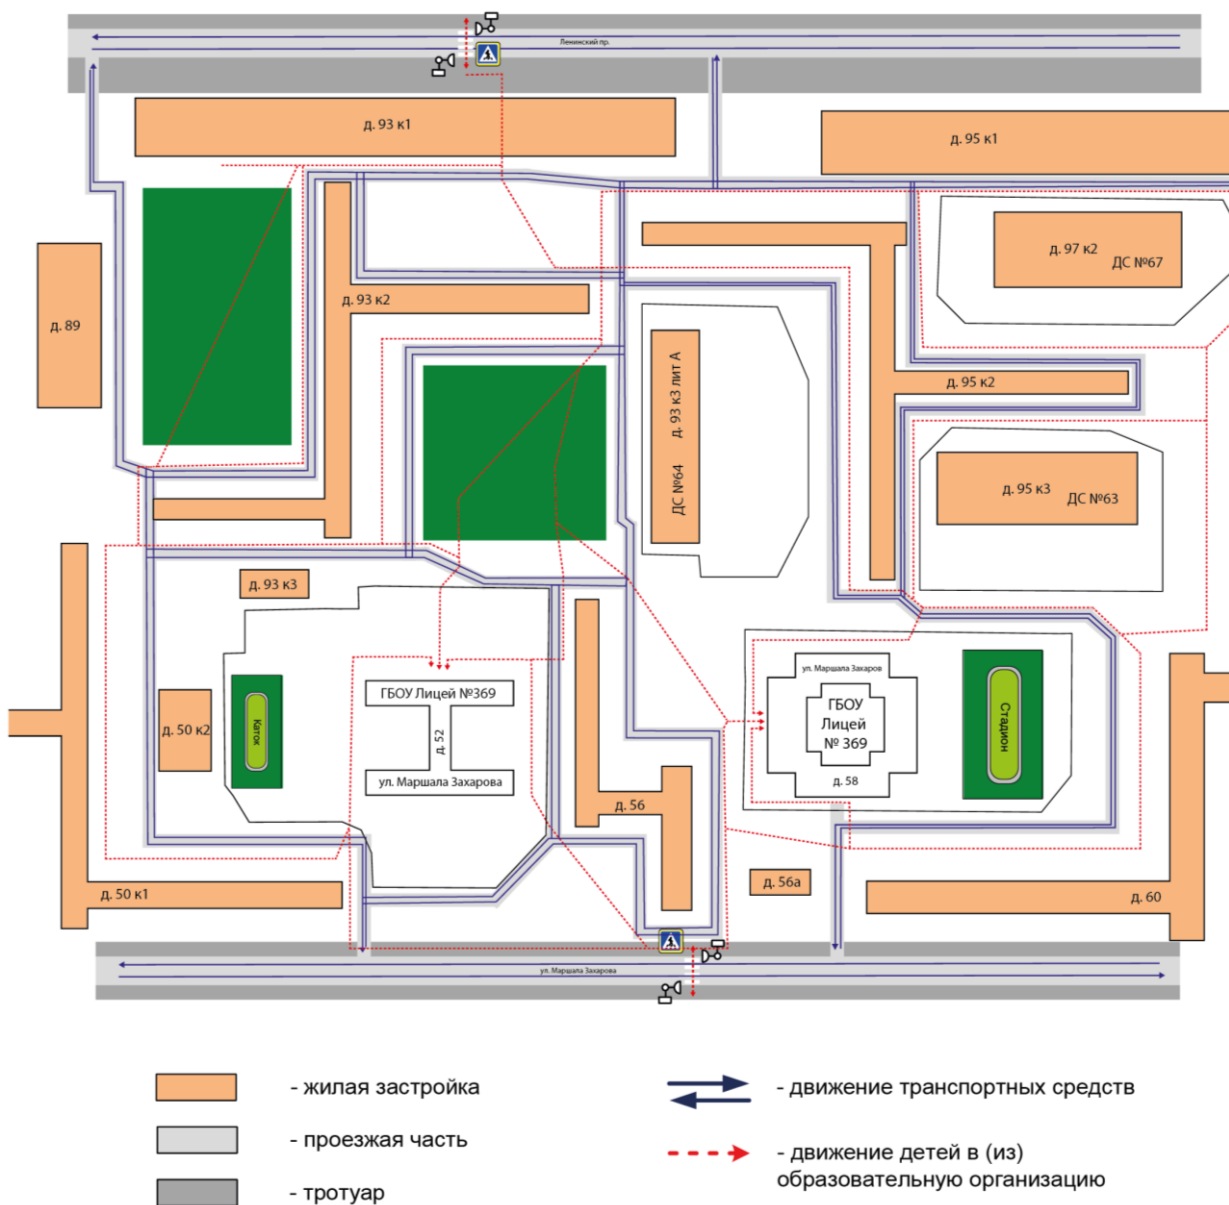 Ленинский пр.
д. 93 к1
д. 95 к1
д. 97 к2
ДС №67
д. 89
д. 93 к2
д. 93 к3 лит А
ДС №64
д. 95 к2
д. 95 к3
ДС №63
д. 93 к3
д. 50 к2
Каток
ГБОУ Лицей №369
д. 52
ул. Маршала Захарова
ул. Маршала Захаров
ГБОУ
Лицей
№ 369
д. 58
Стадион
д. 56
д. 56а
д. 50 к1
д. 60
ул. Маршала Захарова
- жилая застройка
- проезжая часть
- тротуар
- движение транспортных средств
- движение детей в (из)
образовательную организацию